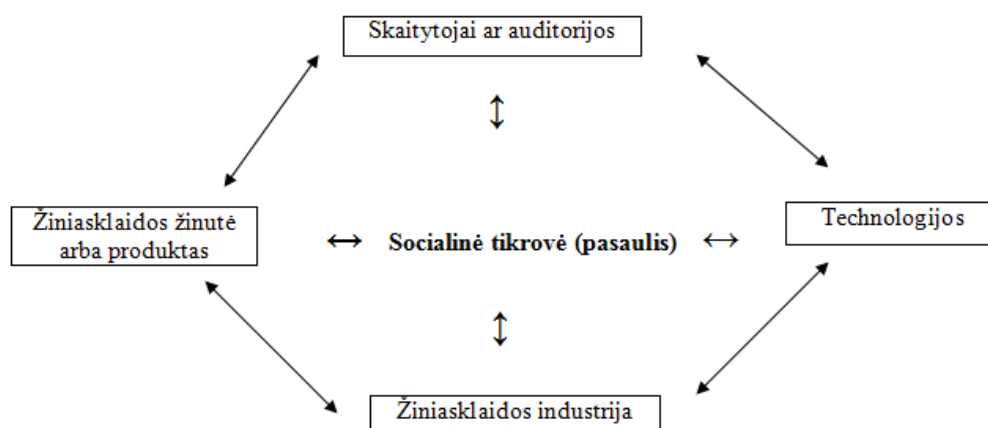 Skaitytojai ar auditorijos
Žiniasklaidos žinutė
arba produktas
Socialinė tikrovė (pasaulis)
Technologijos
Žiniasklaidos industrija